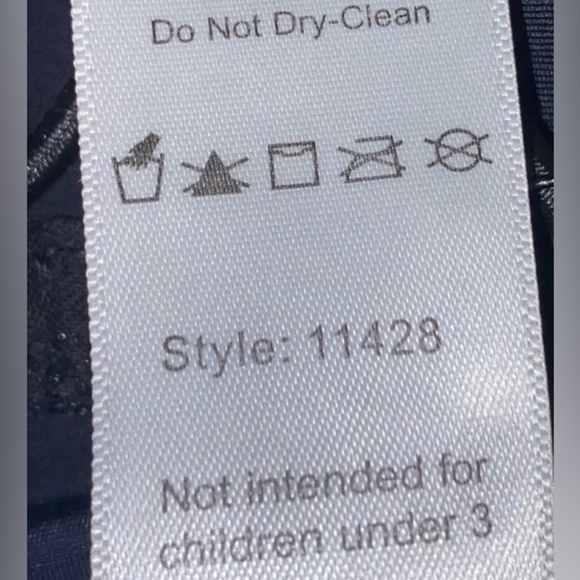 Do Not Dry-Clean
Style: 11428
Not intended for
children under 3